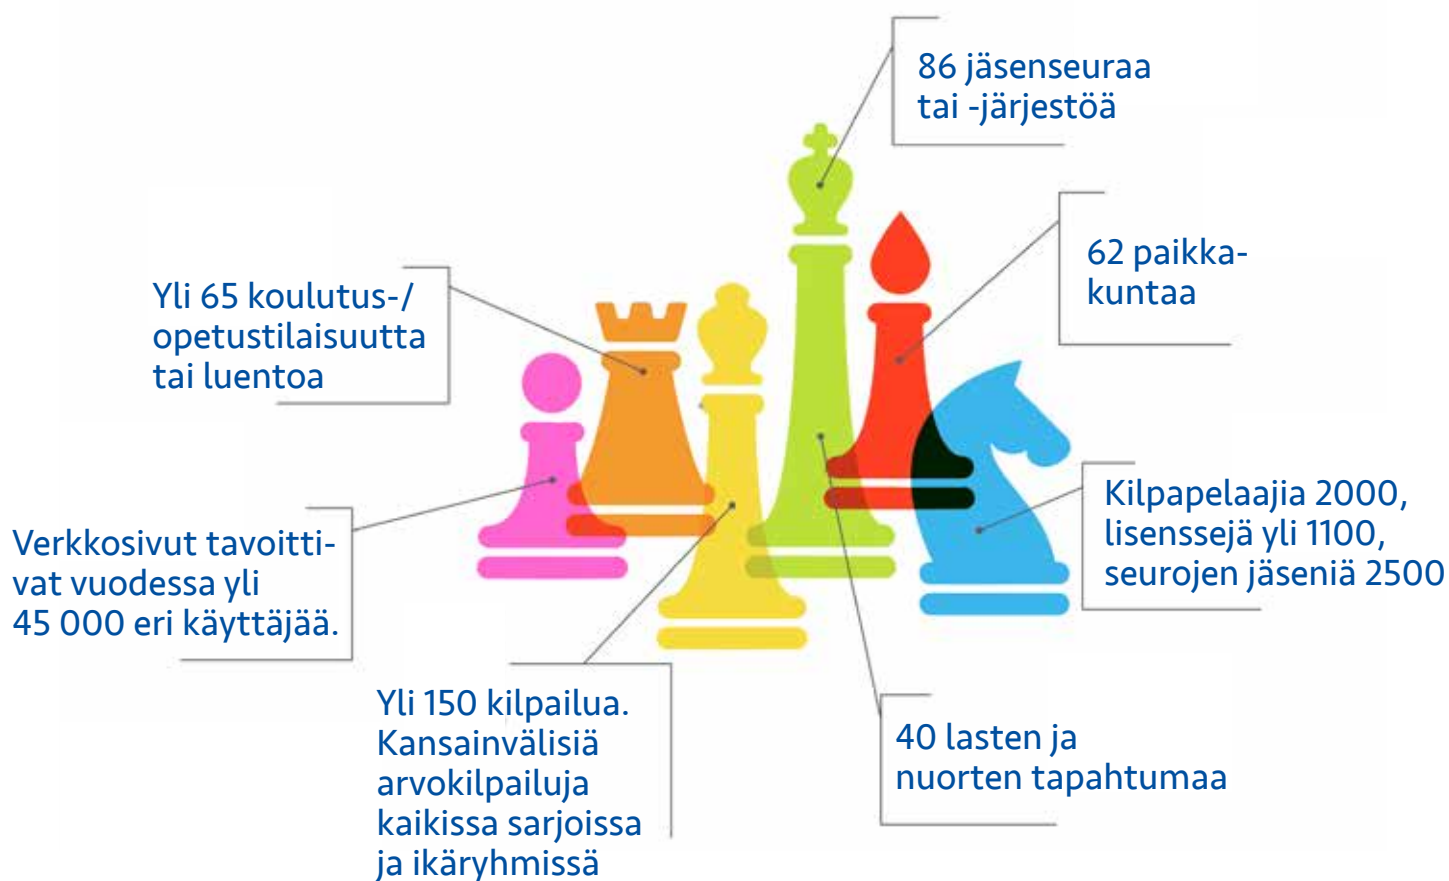 86 jäsenseuraa
tai -järjestöä
62 paikka-
kuntaa
Yli 65 koulutus-/
opetustilaisuutta
tai luentoa
Kilpapelaajia 2000,
lisenssejä yli 1100,
seurojen jäseniä 2500
Verkkosivut tavoitti-
vat vuodessa yli
45 000 eri käyttäjää.
Yli 150 kilpailua.
Kansainvälisiä
arvokilpailuja
kaikissa sarjoissa
ja ikäryhmissä
40 lasten ja
nuorten tapahtumaa